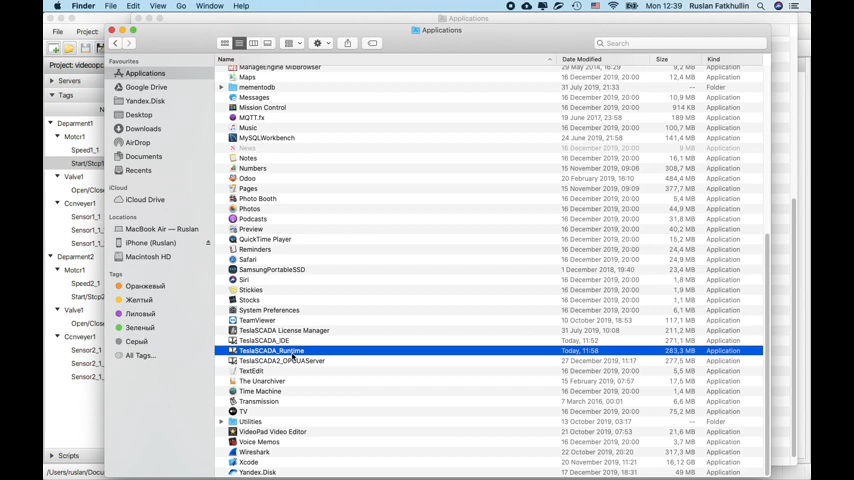 Finder File Edit View Go Window Help Mon 12:39 Ruslan Fatkhullin
Applications
File Project:
Applications
Search
Project: videoopc
Servers
Tags
N
Deparment1
Motor1
Speed1_1
Start/Stop1
Valve1
Open/Close
Conveyer1
Sensor1_1
Sensor1_1_
Sensor1_1_
Departmant2
Motor1
Speed2_1
Start/Stop2
Valve1
Open/Close
Conveyer1
Sensor2_1
Sensor2_1_
Sensor2_1_
Scripts
/Users/ruslan/Docu
Favourites
Applications
Google Drive
Yandex.Disk
Desktop
Downloads
AirDrop
Documents
Recents
iCloud
iCloud Drive
Locations
MacBook Air — Ruslan
iPhone (Ruslan)
Macintosh HD
Tags
Оранжевый
Желтый
Лиловый
Зеленый
Серый
All Tags...
Name Date Modified Size Kind
ManageEngine MibBrowser 29 May 2014, 16:29 9,2 MB Application
Maps 16 December 2019, 20:00 12,4 MB Application
mementodb 31 July 2019, 21:33 -- Folder
Messages 16 December 2019, 20:00 10,9 MB Application
Mission Control 16 December 2019, 20:00 914 KB Application
MQTT.fx 19 June 2017, 23:58 189 MB Application
Music 16 December 2019, 20:00 100,7 MB Application
MySQLWorkbench 24 June 2019, 21:58 141,4 MB Application
News 16 December 2019, 20:00 9 MB Application
Notes 16 December 2019, 20:00 16,1 MB Application
Numbers 15 November 2019, 09:06 308,7 MB Application
Odoo 20 February 2019, 16:10 484,4 MB Application
Pages 15 November 2019, 09:09 377,7 MB Application
Photo Booth 16 December 2019, 20:00 5,4 MB Application
Photos 16 December 2019, 20:00 44,9 MB Application
Podcasts 16 December 2019, 20:00 31,8 MB Application
Preview 16 December 2019, 20:00 40,2 MB Application
QuickTime Player 16 December 2019, 20:00 15,2 MB Application
Reminders 16 December 2019, 20:00 24,4 MB Application
Safari 16 December 2019, 20:00 24,9 MB Application
SamsungPortableSSD 1 December 2018, 19:40 23,4 MB Application
Siri 16 December 2019, 20:00 1,8 MB Application
Stickies 16 December 2019, 20:00 1,9 MB Application
Stocks 16 December 2019, 20:00 1,1 MB Application
System Preferences 16 December 2019, 20:00 6,1 MB Application
TeamViewer 10 October 2019, 18:53 117,1 MB Application
TeslaSCADA License Manager 31 July 2019, 10:08 211,2 MB Application
TeslaSCADA_IDE Today, 11:52 271,1 MB Application
TeslaSCADA_Runtime Today, 11:58 283,3 MB Application
TeslaSCADA2_OPCUAServer 27 December 2019, 11:17 277,5 MB Application
TextEdit 16 December 2019, 20:00 5,5 MB Application
The Unarchiver 15 February 2019, 07:57 17,5 MB Application
Time Machine 16 December 2019, 20:00 1,4 MB Application
Transmission 7 March 2016, 00:01 6,6 MB Application
TV 16 December 2019, 20:00 75,2 MB Application
Utilities 13 October 2019, 03:17 -- Folder
VideoPad Video Editor 21 October 2019, 07:53 21,6 MB Application
Voice Memos 16 December 2019, 20:00 3,7 MB Application
Wireshark 22 October 2019, 20:20 317,3 MB Application
Xcode 20 November 2019, 11:21 16,12 GB Application
Yandex.Disk 17 December 2019, 18:31 49 MB Application